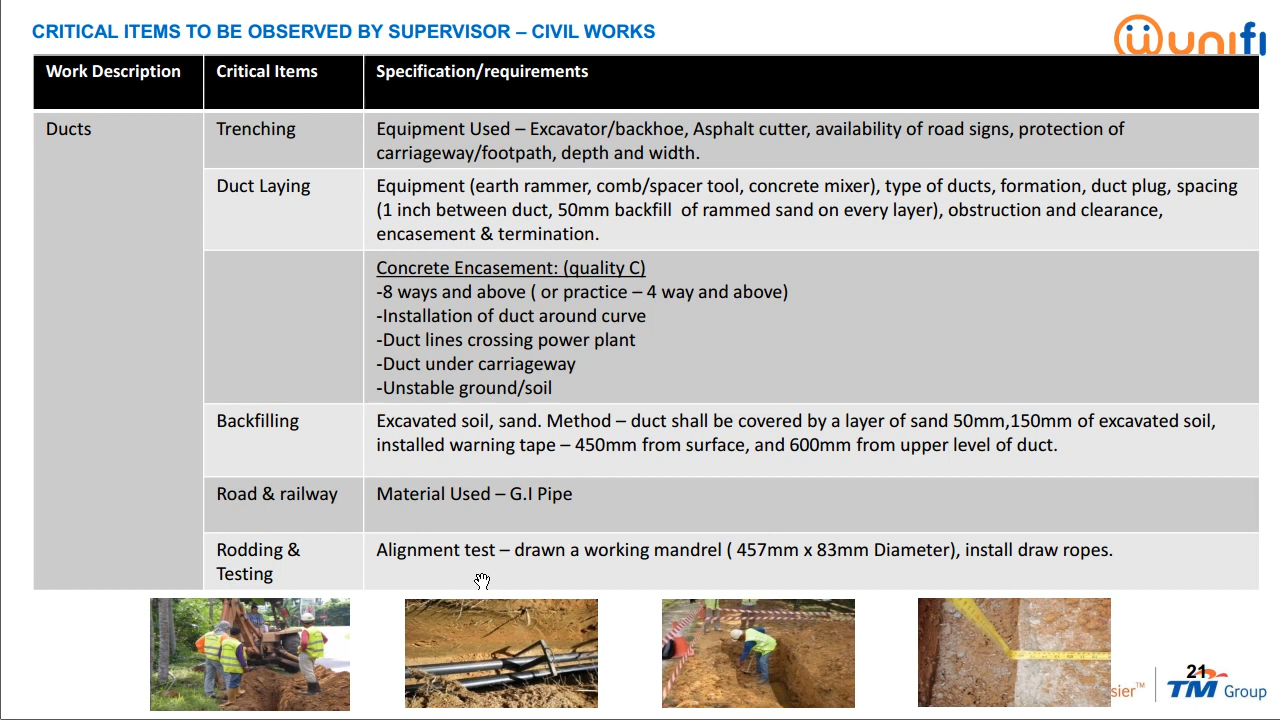 CRITICAL ITEMS TO BE OBSERVED BY SUPERVISOR – CIVIL WORKS
unifi
Work Description
Critical Items
Specification/requirements
Ducts
Trenching
Equipment Used – Excavator/backhoe, Asphalt cutter, availability of road signs, protection of
carriageway/footpath, depth and width.
Duct Laying
Equipment (earth rammer, comb/spacer tool, concrete mixer), type of ducts, formation, duct plug, spacing
(1 inch between duct, 50mm backfill  of rammed sand on every layer), obstruction and clearance,
encasement & termination.
Concrete Encasement: (quality C)
-8 ways and above ( or practice – 4 way and above)
-Installation of duct around curve
-Duct lines crossing power plant
-Duct under carriageway
-Unstable ground/soil
Backfilling
Excavated soil, sand. Method – duct shall be covered by a layer of sand 50mm,150mm of excavated soil,
installed warning tape – 450mm from surface, and 600mm from upper level of duct.
Road & railway
Material Used – G.I Pipe
Rodding &
Testing
Alignment test – drawn a working mandrel ( 457mm x 83mm Diameter), install draw ropes.
21
sier™
TM Group